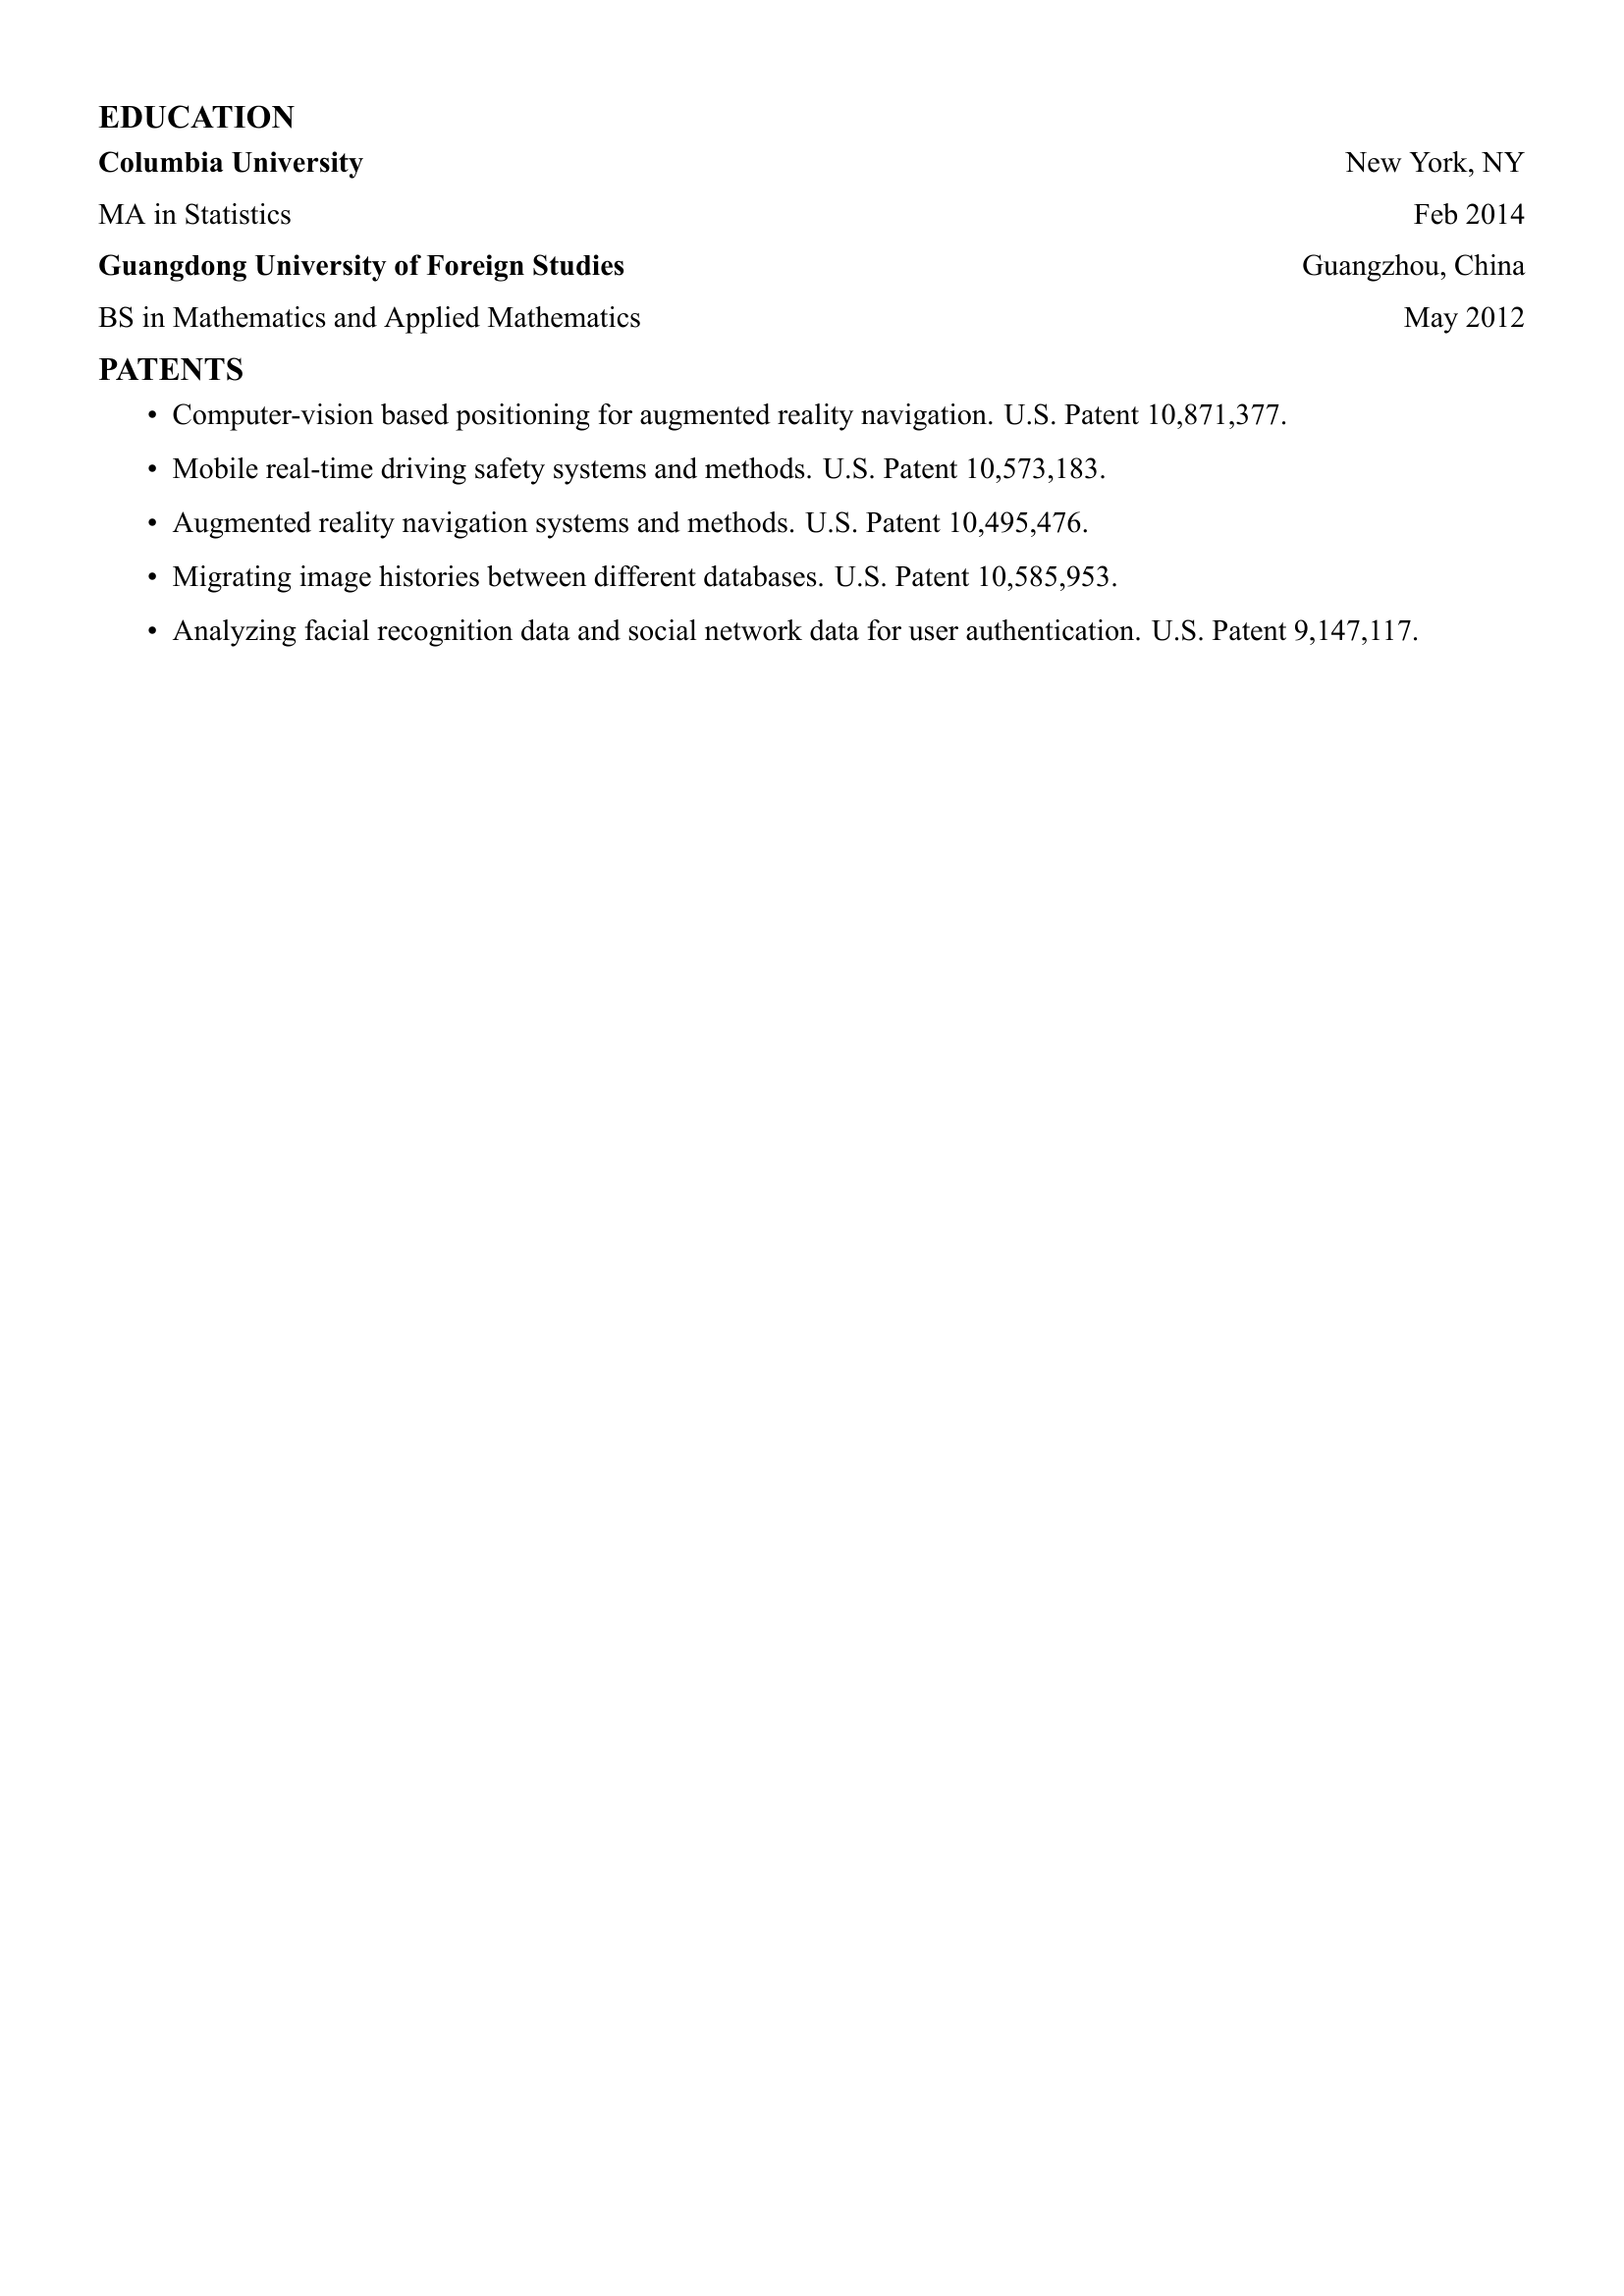 EDUCATION
Columbia University New York, NY
MA in Statistics Feb 2014
Guangdong University of Foreign Studies Guangzhou, China
BS in Mathematics and Applied Mathematics May 2012
PATENTS
• Computer-vision based positioning for augmented reality navigation. U.S. Patent 10,871,377.
• Mobile real-time driving safety systems and methods. U.S. Patent 10,573,183.
• Augmented reality navigation systems and methods. U.S. Patent 10,495,476.
• Migrating image histories between different databases. U.S. Patent 10,585,953.
• Analyzing facial recognition data and social network data for user authentication. U.S. Patent 9,147,117.